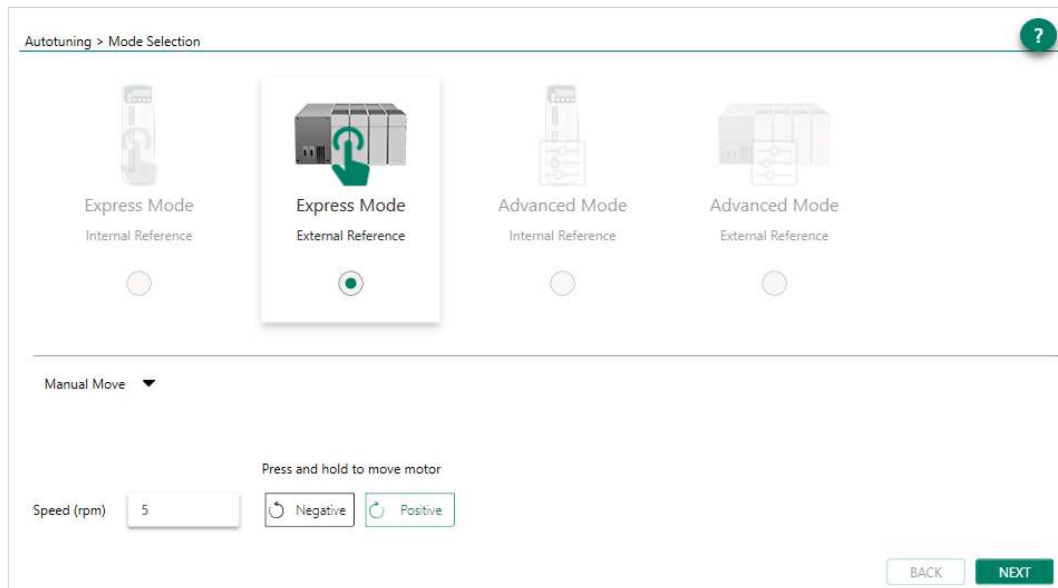 Autotuning > Mode Selection
?
Express Mode
Internal Reference
Express Mode
External Reference
Advanced Mode
Internal Reference
Advanced Mode
External Reference
Manual Move
Press and hold to move motor
Speed (rpm)
5
Negative
Positive
BACK
NEXT